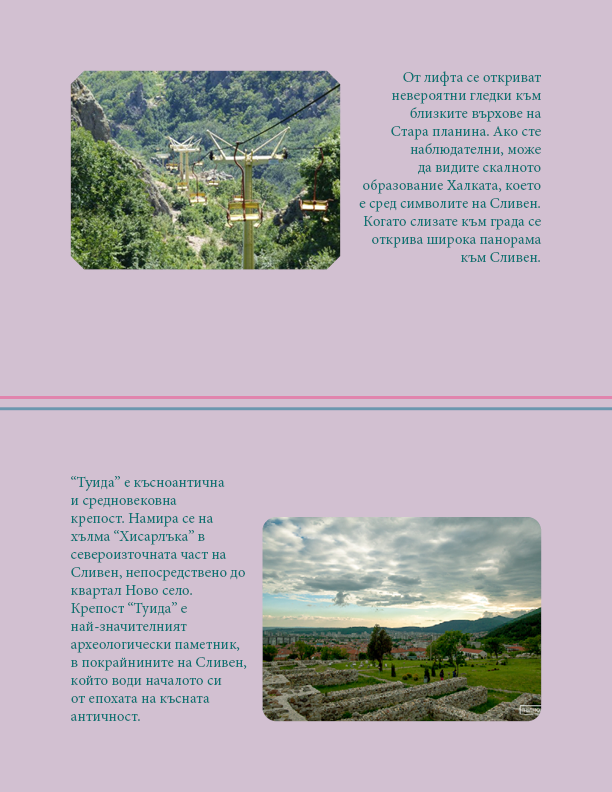 От лифта се откриват
невероятни гледки към
близките върхове на
Стара планина. Ако сте
наблюдателни, може
да видите скалното
образование Халката, което
е сред символите на Сливен.
Когато слизате към града се
открива широка панорама
към Сливен.
“Туида” е късноантична
и средновековна
крепост. Намира се на
хълма “Хисарлъка” в
североизточната част на
Сливен, непосредствено до
квартал Ново село.
Крепост “Туида” е
най-значителният
археологически паметник,
в покрайнините на Сливен,
който води началото си
от епохата на късната
античност.